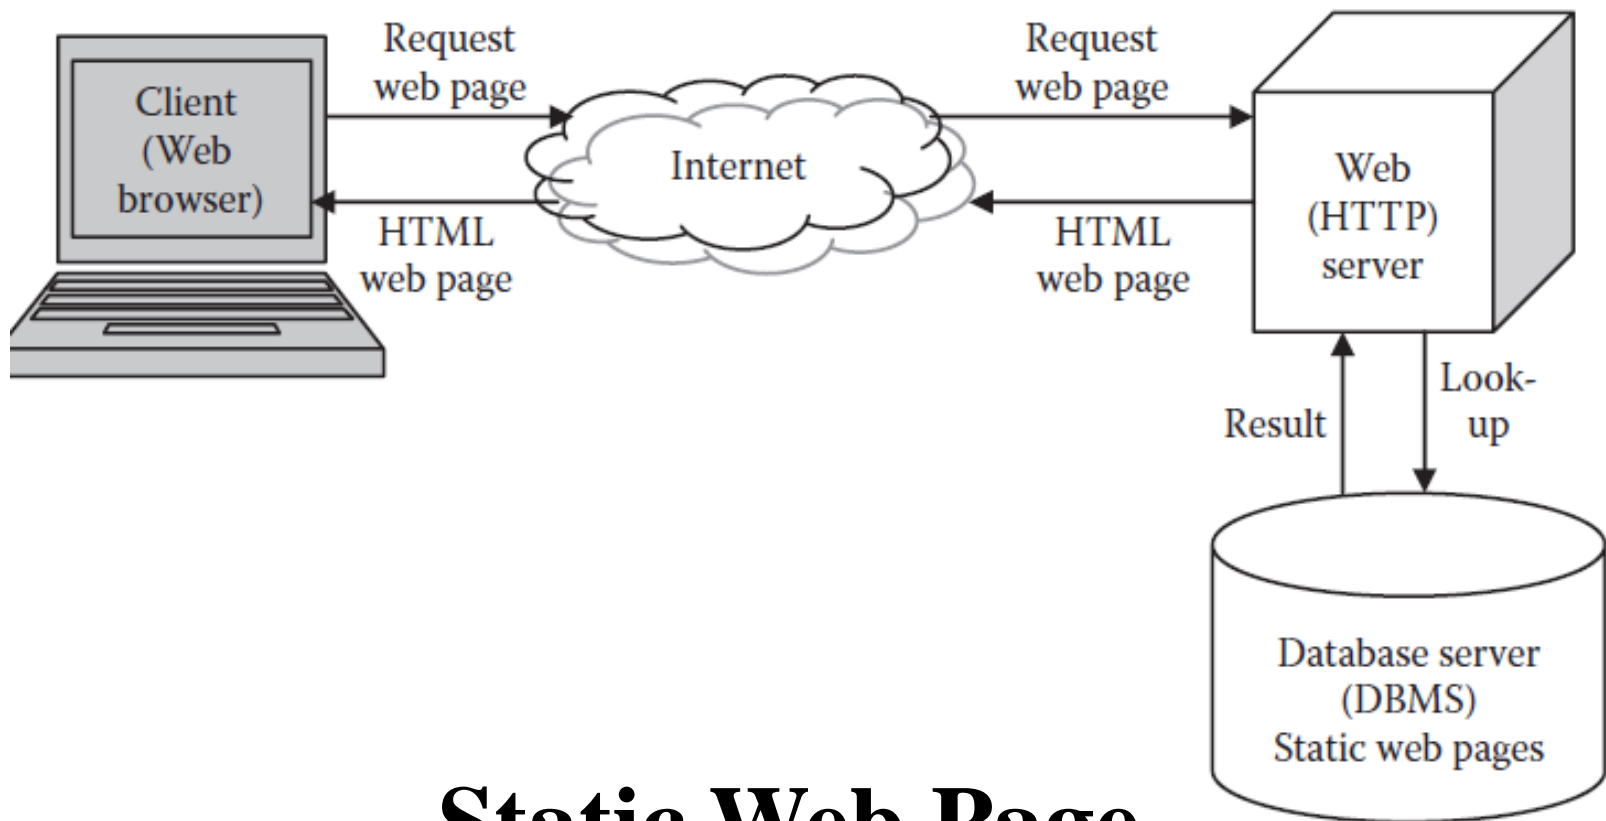 Request
web page
Request
web page
Client
(Web
browser)
Internet
Web
(HTTP)
server
HTML
web page
HTML
web page
Result
Look-
up
Database server
(DBMS)
Static web pages
Static Web Page